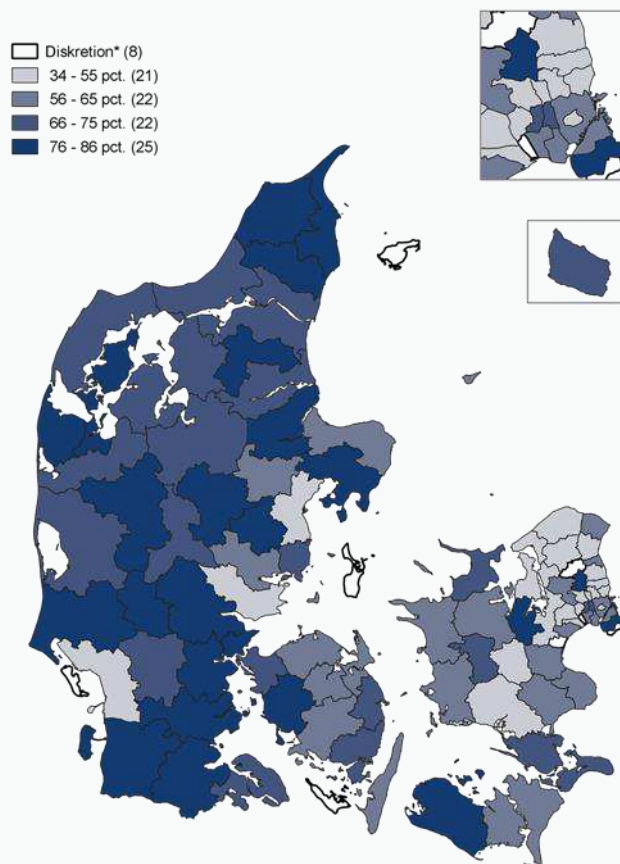 Diskretion* (8)
34 - 55 pct. (21)
56 - 65 pct. (22)
66 - 75 pct. (22)
76 - 86 pct. (25)